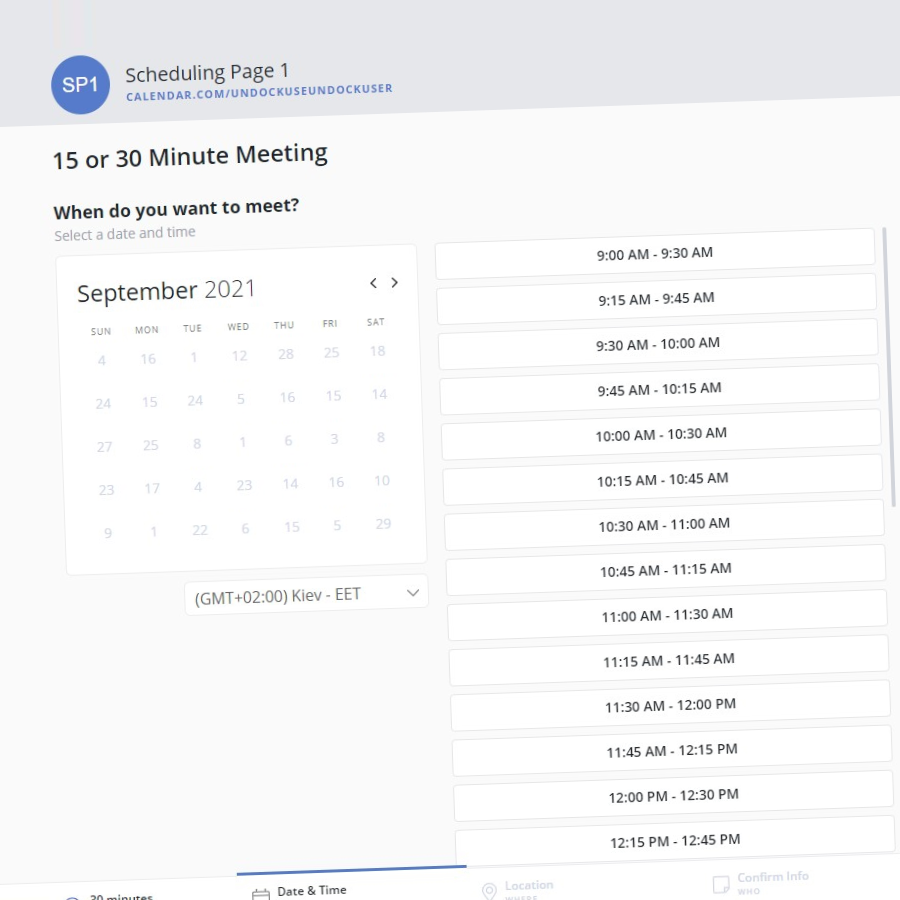 SP1
Scheduling Page 1
CALENDAR.COM/UNDOCKUSEUNDOCKUSER
15 or 30 Minute Meeting
When do you want to meet?
Select a date and time
September 2021
SUN MON TUE WED THU FRI SAT
4 16 1 12 28 25 18
24 15 24 5 16 15 14
27 25 8 1 6 3 8
23 17 4 23 14 16 10
9 1 22 6 15 5 29
(GMT+02:00) Kiev - EET
9:00 AM - 9:30 AM
9:15 AM - 9:45 AM
9:30 AM - 10:00 AM
9:45 AM - 10:15 AM
10:00 AM - 10:30 AM
10:15 AM - 10:45 AM
10:30 AM - 11:00 AM
10:45 AM - 11:15 AM
11:00 AM - 11:30 AM
11:15 AM - 11:45 AM
11:30 AM - 12:00 PM
11:45 AM - 12:15 PM
12:00 PM - 12:30 PM
12:15 PM - 12:45 PM
30 minutes
Date & Time
Location
WHERE
Confirm Info
WHO